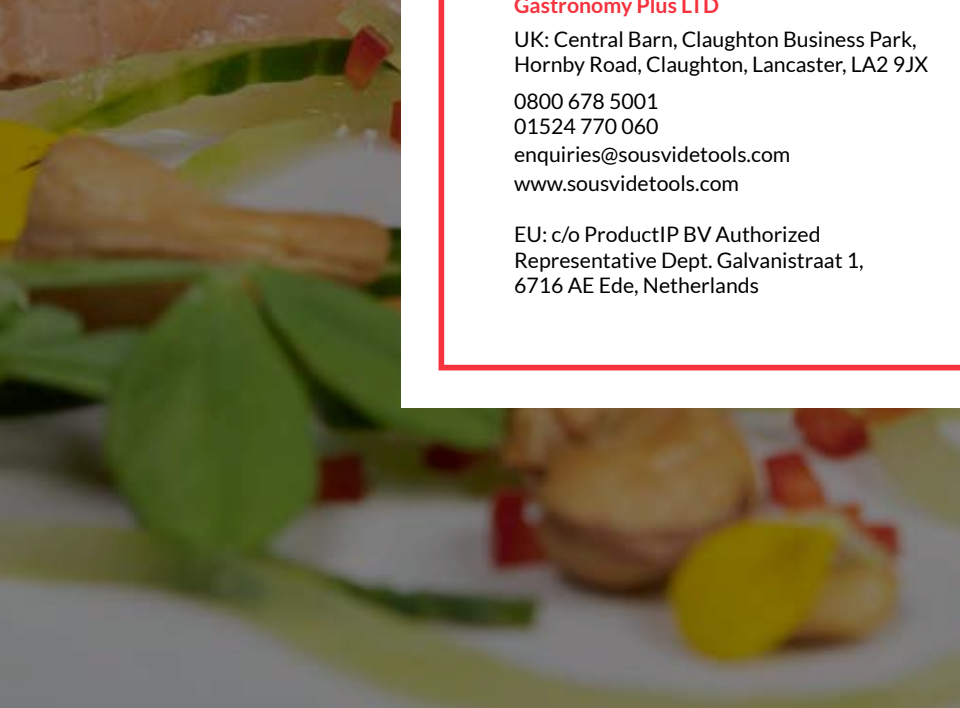 Gastronomy Plus LTD
UK: Central Barn, Claughton Business Park,
Hornby Road, Claughton, Lancaster, LA2 9JX
0800 678 5001
01524 770 060
enquiries@sousvidetools.com
www.sousvidetools.com
EU: c/o ProductIP BV Authorized
Representative Dept. Galvanistraat 1,
6716 AE Ede, Netherlands